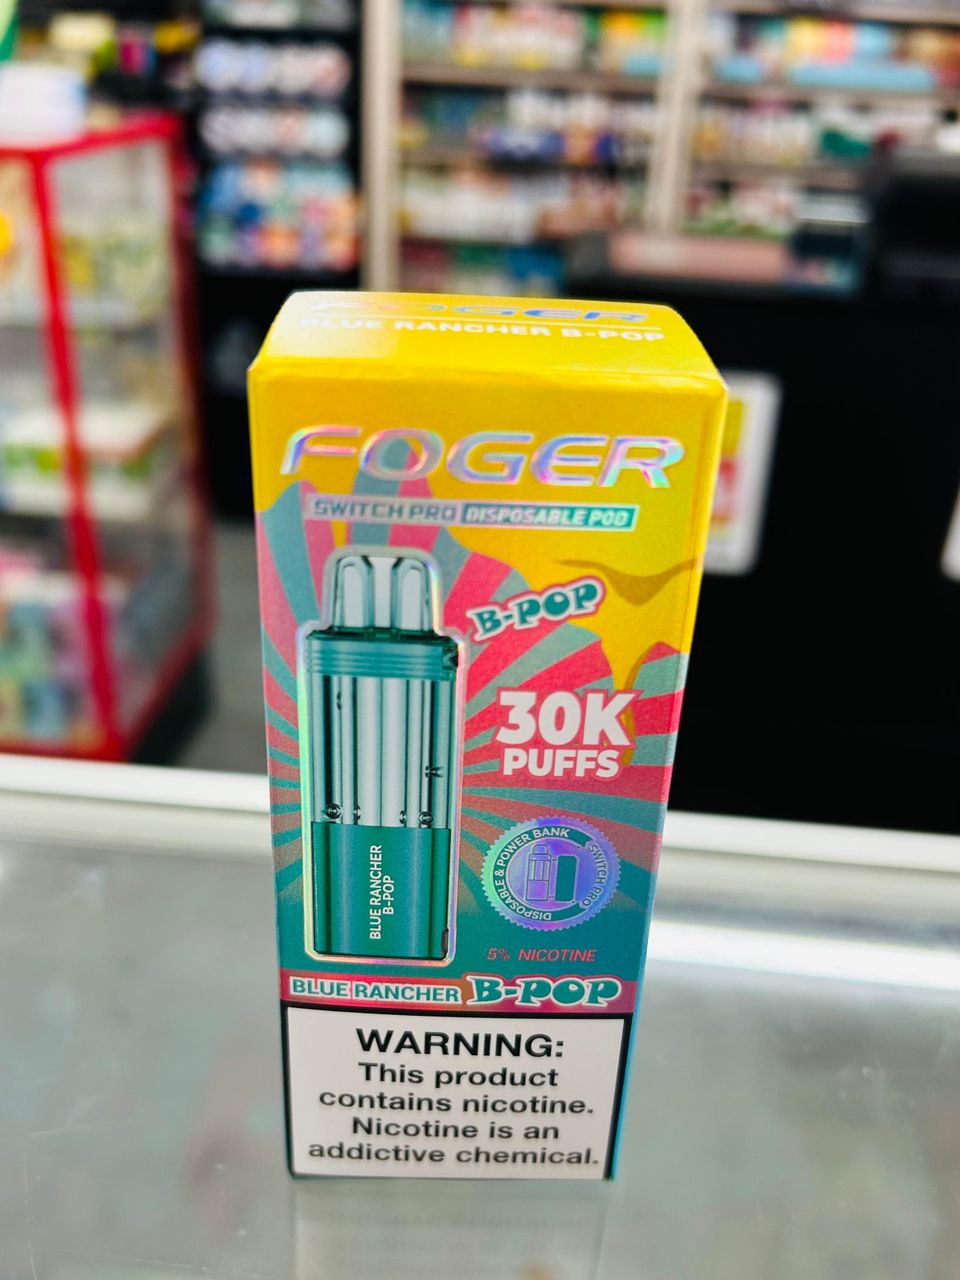 FOGER
BLUE RANCHER B-POP
FOGER
SWITCH PRO DISPOSABLE POD
B-POP
30K
PUFFS
DISPOSABLE & POWER BANK
SWITCH PRO
BLUE RANCHER
B-POP
5% NICOTINE
BLUE RANCHER B-POP
WARNING:
This product
contains nicotine.
Nicotine is an
addictive chemical.